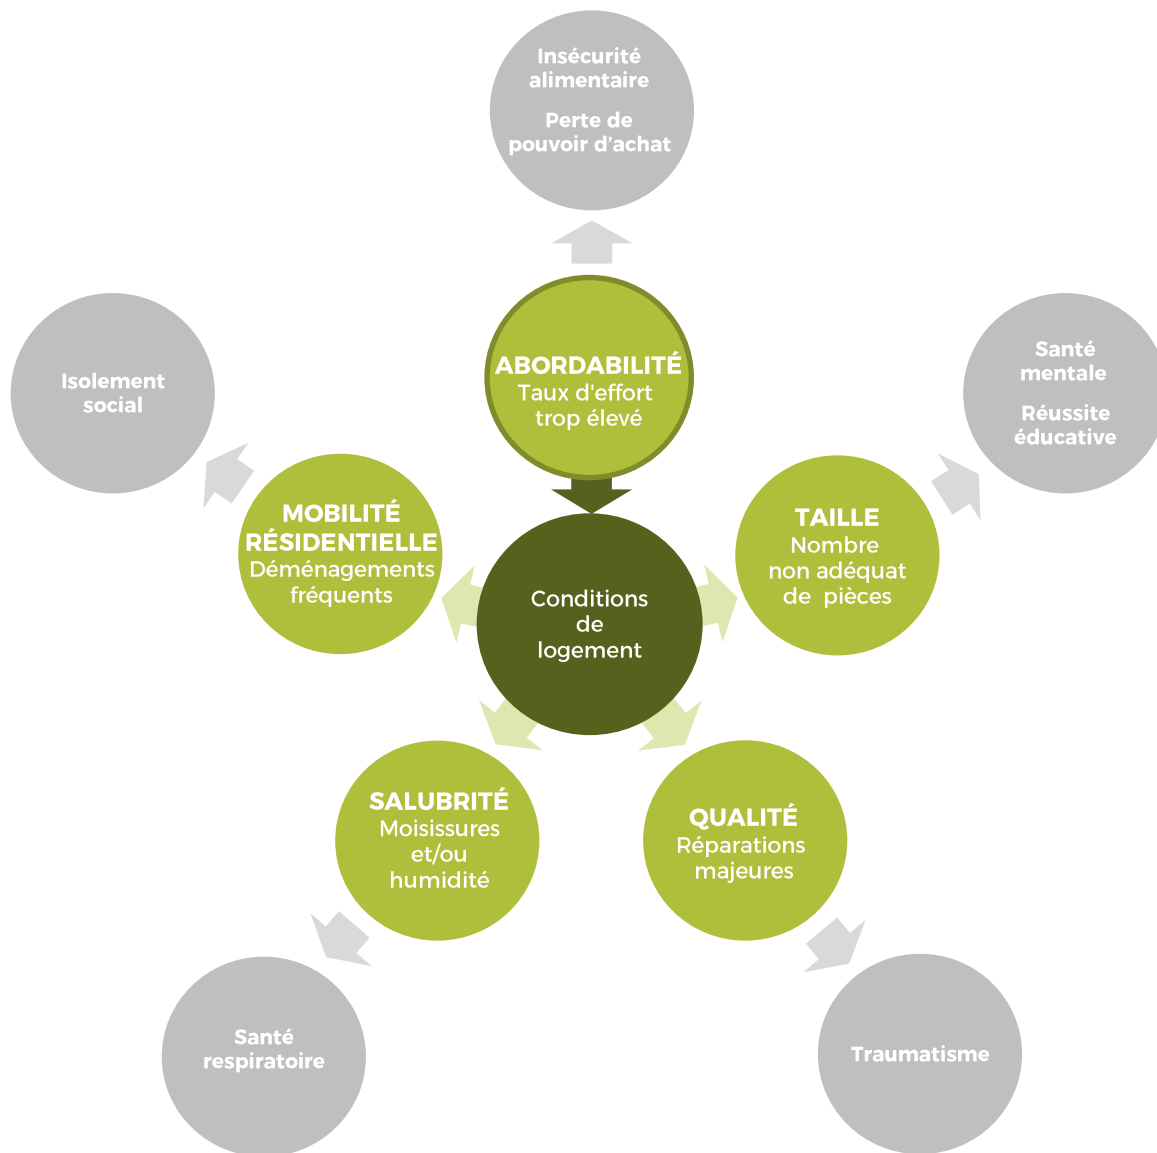 Insécurité
alimentaire
Perte de
pouvoir d'achat
ABORDABILITÉ
Taux d'effort
trop élevé
Isolement
social
Santé
mentale
Réussite
éducative
MOBILITÉ
RÉSIDENTIELLE
Déménagements
fréquents
TAILLE
Nombre
non adéquat
de pièces
Conditions
de
logement
SALUBRITÉ
Moisissures
et/ou
humidité
QUALITÉ
Réparations
majeures
Santé
respiratoire
Traumatisme